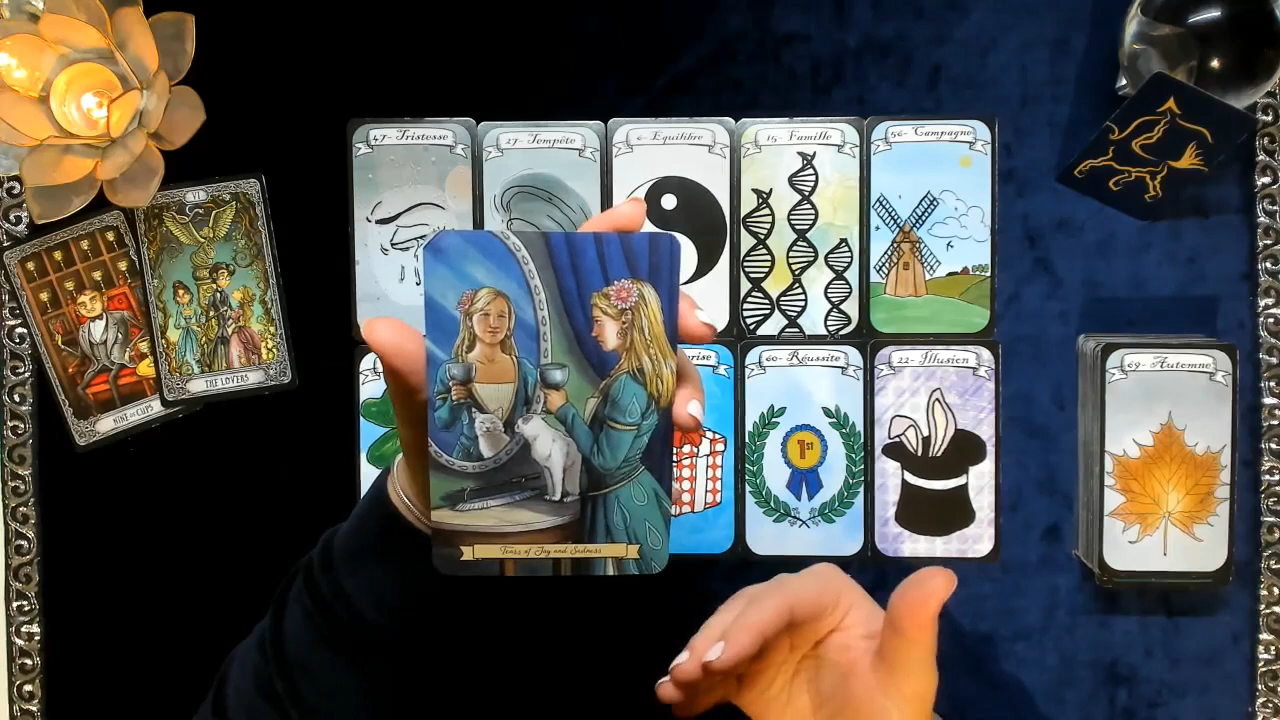 47- Tristesse
27- Tempête
6- Equilibre
15- Famille
56- Campagne
VI
THE LOVERS
NINE OF CUPS
60- Réussite
22- Illusion
69- Automne
1st
Tears of Joy and Sadness